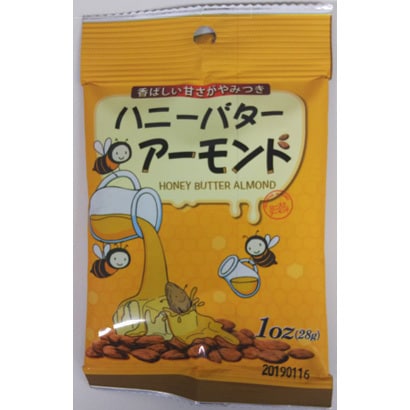 香ばしい甘さがやみつき
ハニーバター
アーモンド
HONEY BUTTER ALMOND
1oz(28g)
20190116